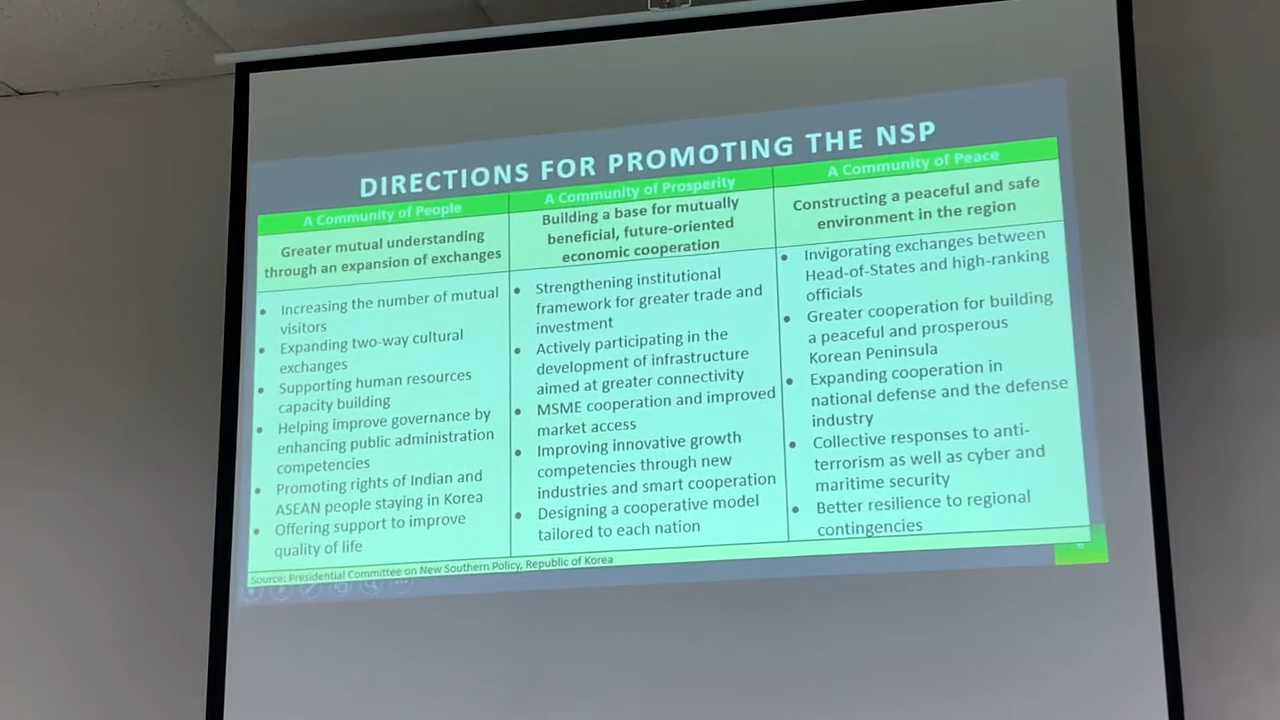 DIRECTIONS FOR PROMOTING THE NSP
A Community of People
Greater mutual understanding
through an expansion of exchanges
• Increasing the number of mutual
visitors
• Expanding two-way cultural
exchanges
• Supporting human resources
capacity building
• Helping improve governance by
enhancing public administration
competencies
• Promoting rights of Indian and
ASEAN people staying in Korea
• Offering support to improve
quality of life
A Community of Prosperity
Building a base for mutually
beneficial, future-oriented
economic cooperation
• Strengthening institutional
framework for greater trade and
investment
• Actively participating in the
development of infrastructure
aimed at greater connectivity
• MSME cooperation and improved
market access
• Improving innovative growth
competencies through new
industries and smart cooperation
• Designing a cooperative model
tailored to each nation
A Community of Peace
Constructing a peaceful and safe
environment in the region
• Invigorating exchanges between
Head-of-States and high-ranking
officials
• Greater cooperation for building
a peaceful and prosperous
Korean Peninsula
• Expanding cooperation in
national defense and the defense
industry
• Collective responses to anti-
terrorism as well as cyber and
maritime security
• Better resilience to regional
contingencies
Source: Presidential Committee on New Southern Policy, Republic of Korea